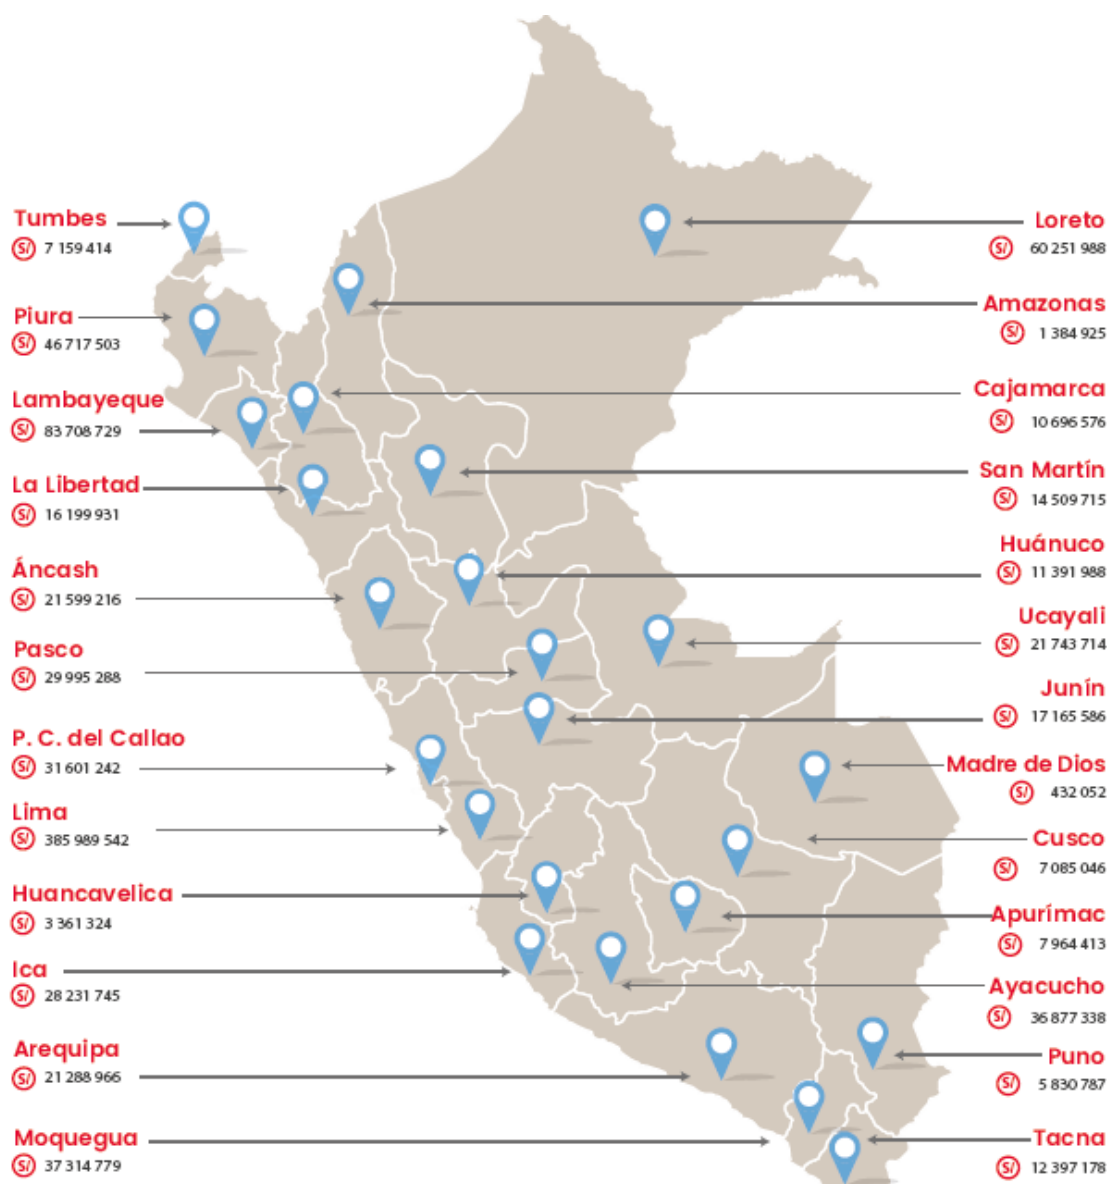 Tumbes
S/ 7 159 414
Piura
S/ 46 717 503
Lambayeque
S/ 83 708 729
La Libertad
S/ 16 199 931
Áncash
S/ 21 599 216
Pasco
S/ 29 995 288
P. C. del Callao
S/ 31 601 242
Lima
S/ 385 989 542
Huancavelica
S/ 3 361 324
Ica
S/ 28 231 745
Arequipa
S/ 21 288 966
Moquegua
S/ 37 314 779
Loreto
S/ 60 251 988
Amazonas
S/ 1 384 925
Cajamarca
S/ 10 696 576
San Martín
S/ 14 509 715
Huánuco
S/ 11 391 988
Ucayali
S/ 21 743 714
Junín
S/ 17 165 586
Madre de Dios
S/ 432 052
Cusco
S/ 7 085 046
Apurímac
S/ 7 964 413
Ayacucho
S/ 36 877 338
Puno
S/ 5 830 787
Tacna
S/ 12 397 178